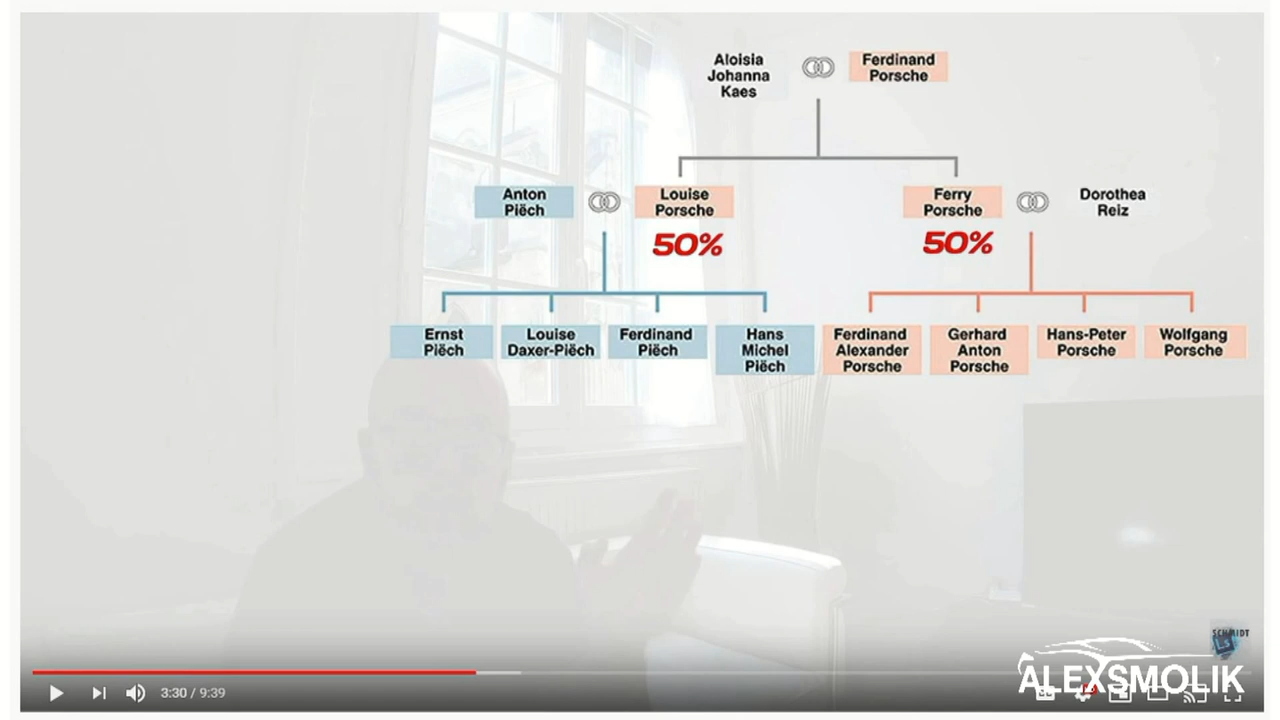 Aloisia
Johanna
Kaes
Ferdinand
Porsche
Anton
Piëch
Louise
Porsche
Ferry
Porsche
Dorothea
Reiz
50%
50%
Ernst
Piëch
Louise
Daxer-Piëch
Ferdinand
Piëch
Hans
Michel
Piëch
Ferdinand
Alexander
Porsche
Gerhard
Anton
Porsche
Hans-Peter
Porsche
Wolfgang
Porsche
SCHMIDT
LS
ALEXSMOLIK
3:30 / 9:39